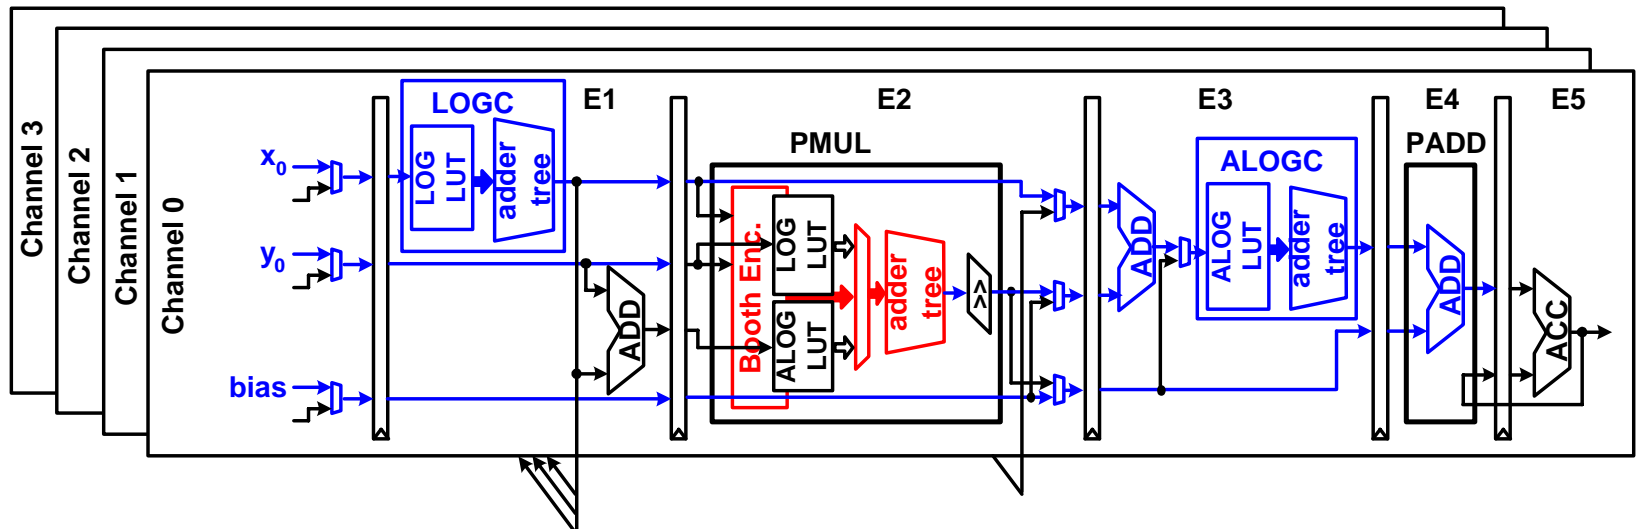 Channel 3
Channel 2
Channel 1
Channel 0
x0
y0
bias
LOGC
LOG
LUT
adder
tree
E1
ADD
E2
PMUL
Booth Enc.
LOG
LUT
ALOG
LUT
adder
tree
>>
E3
ADD
ALOGC
ALOG
LUT
adder
tree
E4
PADD
ADD
E5
ACC